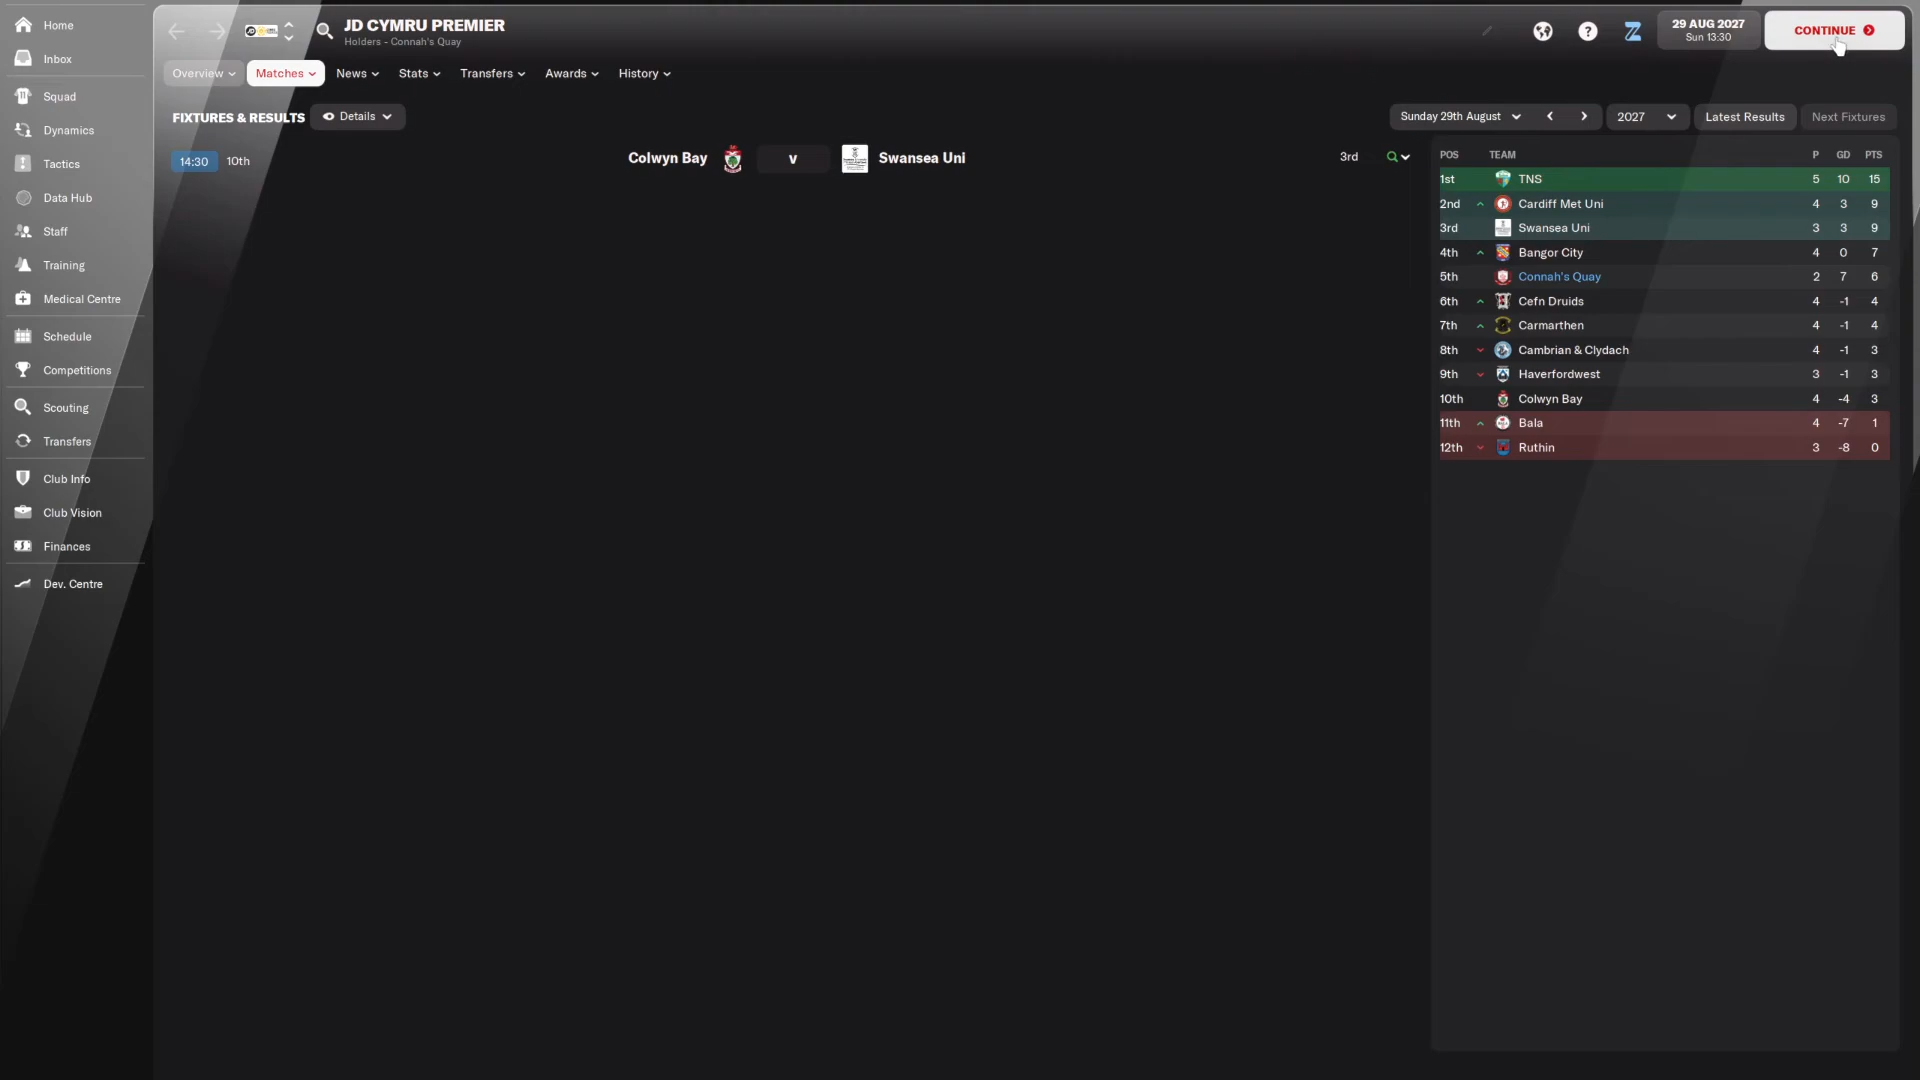 Home
Inbox
Squad
Dynamics
Tactics
Data Hub
Staff
Training
Medical Centre
Schedule
Competitions
Scouting
Transfers
Club Info
Club Vision
Finances
Dev. Centre
JD CYMRU PREMIER
Holders - Connah's Quay
29 AUG 2027
Sun 13:30
CONTINUE
Overview Matches News Stats Transfers Awards History
FIXTURES & RESULTS Details
Sunday 29th August 2027 Latest Results Next Fixtures
14:30 10th Colwyn Bay v Swansea Uni 3rd
POS TEAM P GD PTS
1st TNS 5 10 15
2nd Cardiff Met Uni 4 3 9
3rd Swansea Uni 3 3 9
4th Bangor City 4 0 7
5th Connah's Quay 2 7 6
6th Cefn Druids 4 -1 4
7th Carmarthen 4 -1 4
8th Cambrian & Clydach 4 -1 3
9th Haverfordwest 3 -1 3
10th Colwyn Bay 4 -4 3
11th Bala 4 -7 1
12th Ruthin 3 -8 0